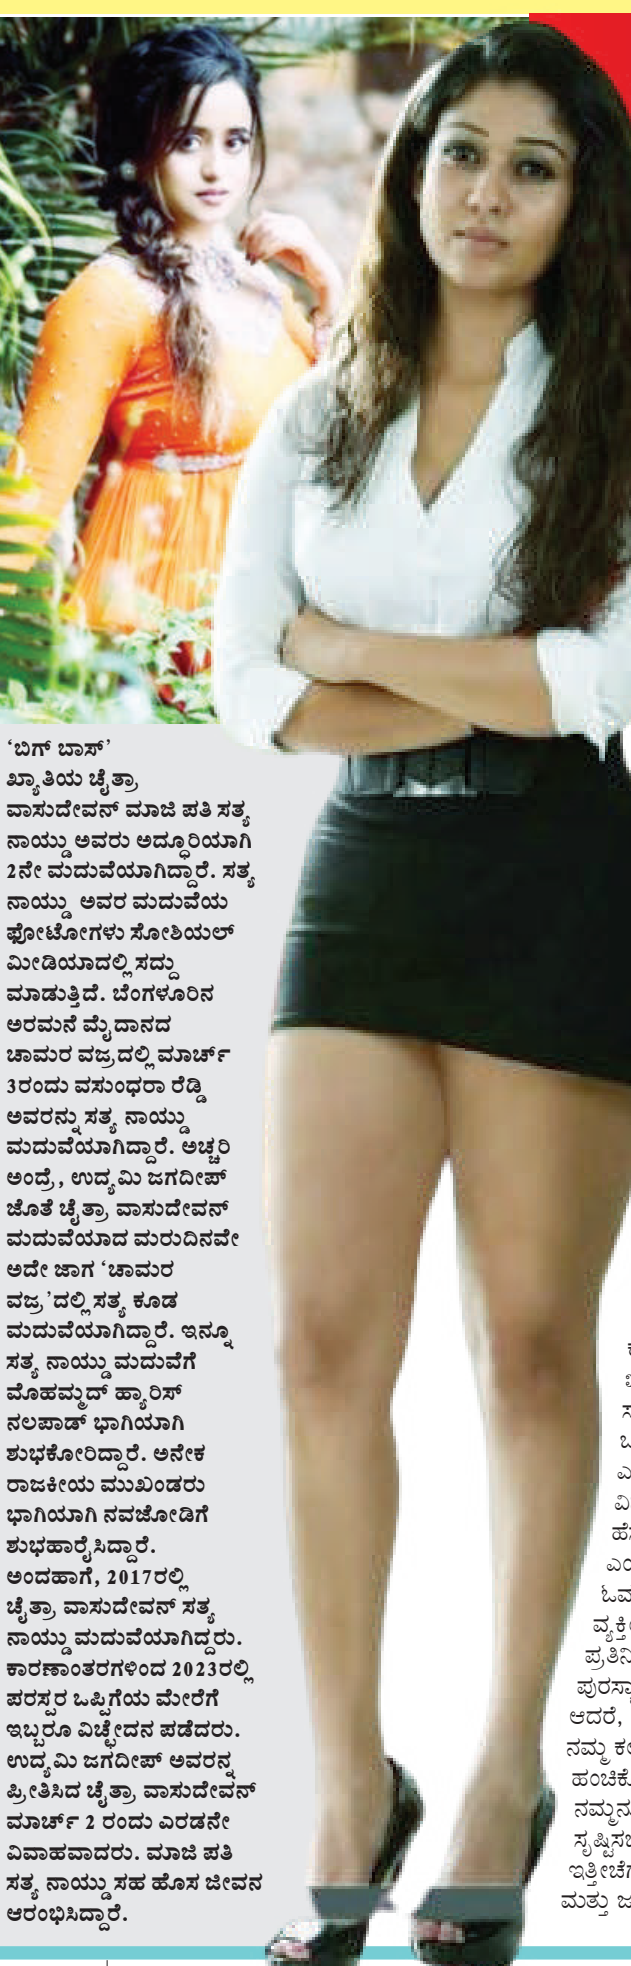 ‘ಬಿಗ್ ಬಾಸ್’
ಖ್ಯಾತಿಯ ಚೈತ್ರಾ
ವಾಸುದೇವನ್ ಮಾಜಿ ಪತಿ ಸತ್ಯ
ನಾಯ್ಡು ಅವರು ಅದ್ಧೂರಿಯಾಗಿ
2ನೇ ಮದುವೆಯಾಗಿದ್ದಾರೆ. ಸತ್ಯ
ನಾಯ್ಡು ಅವರ ಮದುವೆಯ
ಫೋಟೋಗಳು ಸೋಶಿಯಲ್
ಮೀಡಿಯಾದಲ್ಲಿ ಸದ್ದು
ಮಾಡುತ್ತಿದೆ. ಬೆಂಗಳೂರಿನ
ಅರಮನೆ ಮೈದಾನದ
ಚಾಮರ ವಜ್ರದಲ್ಲಿ ಮಾರ್ಚ್
3ರಂದು ವಸುಂಧರಾ ರೆಡ್ಡಿ
ಅವರನ್ನು ಸತ್ಯ ನಾಯ್ಡು
ಮದುವೆಯಾಗಿದ್ದಾರೆ. ಅಚ್ಚರಿ
ಅಂದ್ರೆ, ಉದ್ಯಮಿ ಜಗದೀಪ್
ಜೊತೆ ಚೈತ್ರಾ ವಾಸುದೇವನ್
ಮದುವೆಯಾದ ಮರುದಿನವೇ
ಅದೇ ಜಾಗ ‘ಚಾಮರ
ವಜ್ರ’ದಲ್ಲಿ ಸತ್ಯ ಕೂಡ
ಮದುವೆಯಾಗಿದ್ದಾರೆ. ಇನ್ನೂ
ಸತ್ಯ ನಾಯ್ಡು ಮದುವೆಗೆ
ಮೊಹಮ್ಮದ್ ಹ್ಯಾರಿಸ್
ನಲಪಾಡ್ ಭಾಗಿಯಾಗಿ
ಶುಭಕೋರಿದ್ದಾರೆ. ಅನೇಕ
ರಾಜಕೀಯ ಮುಖಂಡರು
ಭಾಗಿಯಾಗಿ ನವಜೋಡಿಗೆ
ಶುಭಹಾರೈಸಿದ್ದಾರೆ.
ಅಂದಹಾಗೆ, 2017ರಲ್ಲಿ
ಚೈತ್ರಾ ವಾಸುದೇವನ್ ಸತ್ಯ
ನಾಯ್ಡು ಮದುವೆಯಾಗಿದ್ದರು.
ಕಾರಣಾಂತರಗಳಿಂದ 2023ರಲ್ಲಿ
ಪರಸ್ಪರ ಒಪ್ಪಿಗೆಯ ಮೇರೆಗೆ
ಇಬ್ಬರೂ ವಿಚ್ಛೇದನ ಪಡೆದರು.
ಉದ್ಯಮಿ ಜಗದೀಪ್ ಅವರನ್ನ
ಪ್ರೀತಿಸಿದ ಚೈತ್ರಾ ವಾಸುದೇವನ್
ಮಾರ್ಚ್ 2 ರಂದು ಎರಡನೇ
ವಿವಾಹವಾದರು. ಮಾಜಿ ಪತಿ
ಸತ್ಯ ನಾಯ್ಡು ಸಹ ಹೊಸ ಜೀವನ
ಆರಂಭಿಸಿದ್ದಾರೆ.
ಆದರೆ,
ನಮ್ಮ
ಮತ್ತು